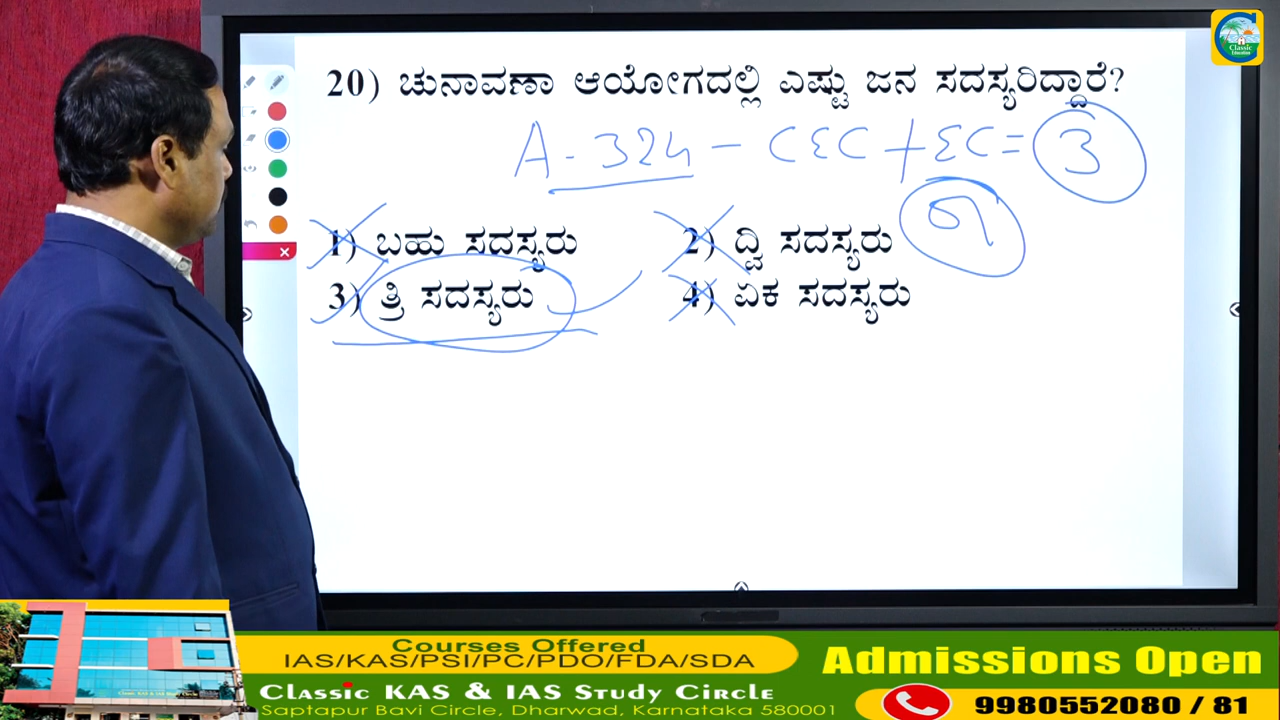 Classic
Education
20) ಚುನಾವಣಾ ಆಯೋಗದಲ್ಲಿ ಎಷ್ಟು ಜನ ಸದಸ್ಯರಿದ್ದಾರೆ?
A - 324 - CEC + EC = 3
1) ಬಹು ಸದಸ್ಯರು 2) ದ್ವಿ ಸದಸ್ಯರು
3) ತ್ರಿ ಸದಸ್ಯರು 4) ಏಕ ಸದಸ್ಯರು
Courses Offered
IAS/KAS/PSI/PC/PDO/FDA/SDA
Classic KAS & IAS Study Circle
Saptapur Bavi Circle, Dharwad, Karnataka 580001
Admissions Open
9980552080 / 81